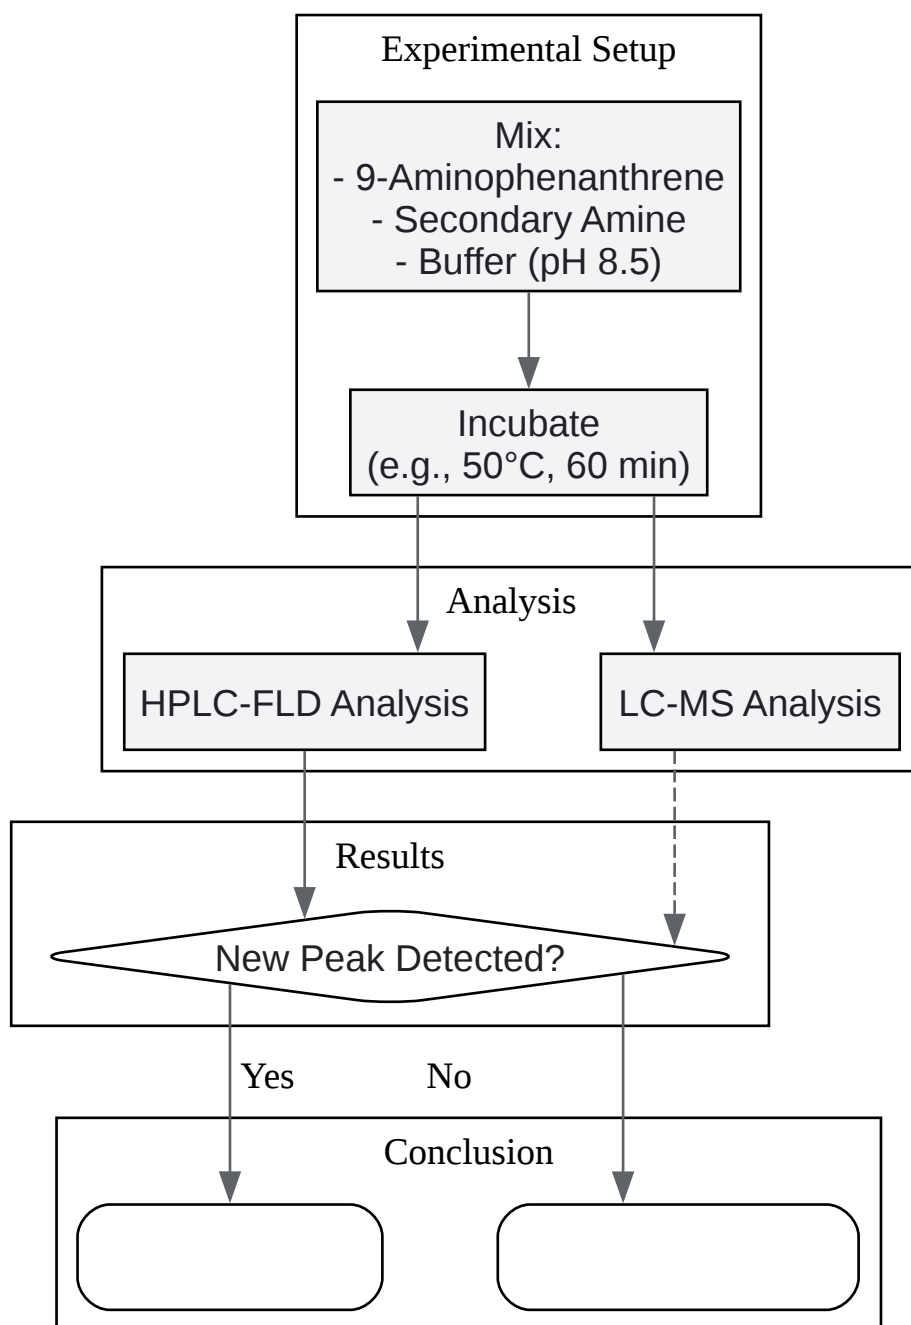 Experimental Setup
Mix:
- 9-Aminophenanthrene
- Secondary Amine
- Buffer (pH 8.5)
Incubate
(e.g., 50°C, 60 min)
Analysis
HPLC-FLD Analysis
LC-MS Analysis
Results
New Peak Detected?
Yes
No
Conclusion